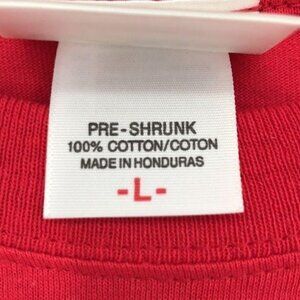 PRE-SHRUNK
100% COTTON/COTON
MADE IN HONDURAS
-L-